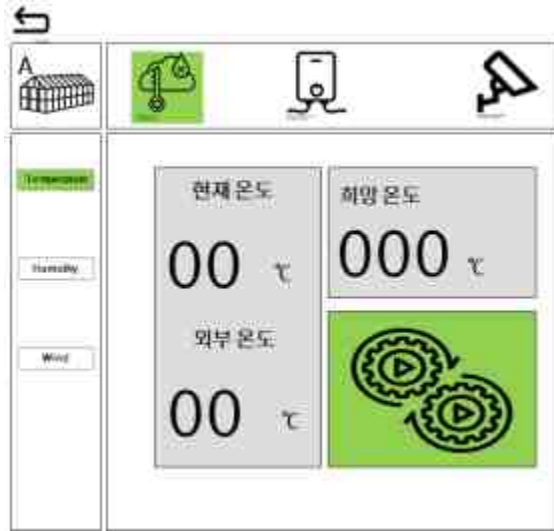 A
Temperature
Humidity
Wind
현재 온도
00 ℃
외부 온도
00 ℃
희망 온도
000 ℃